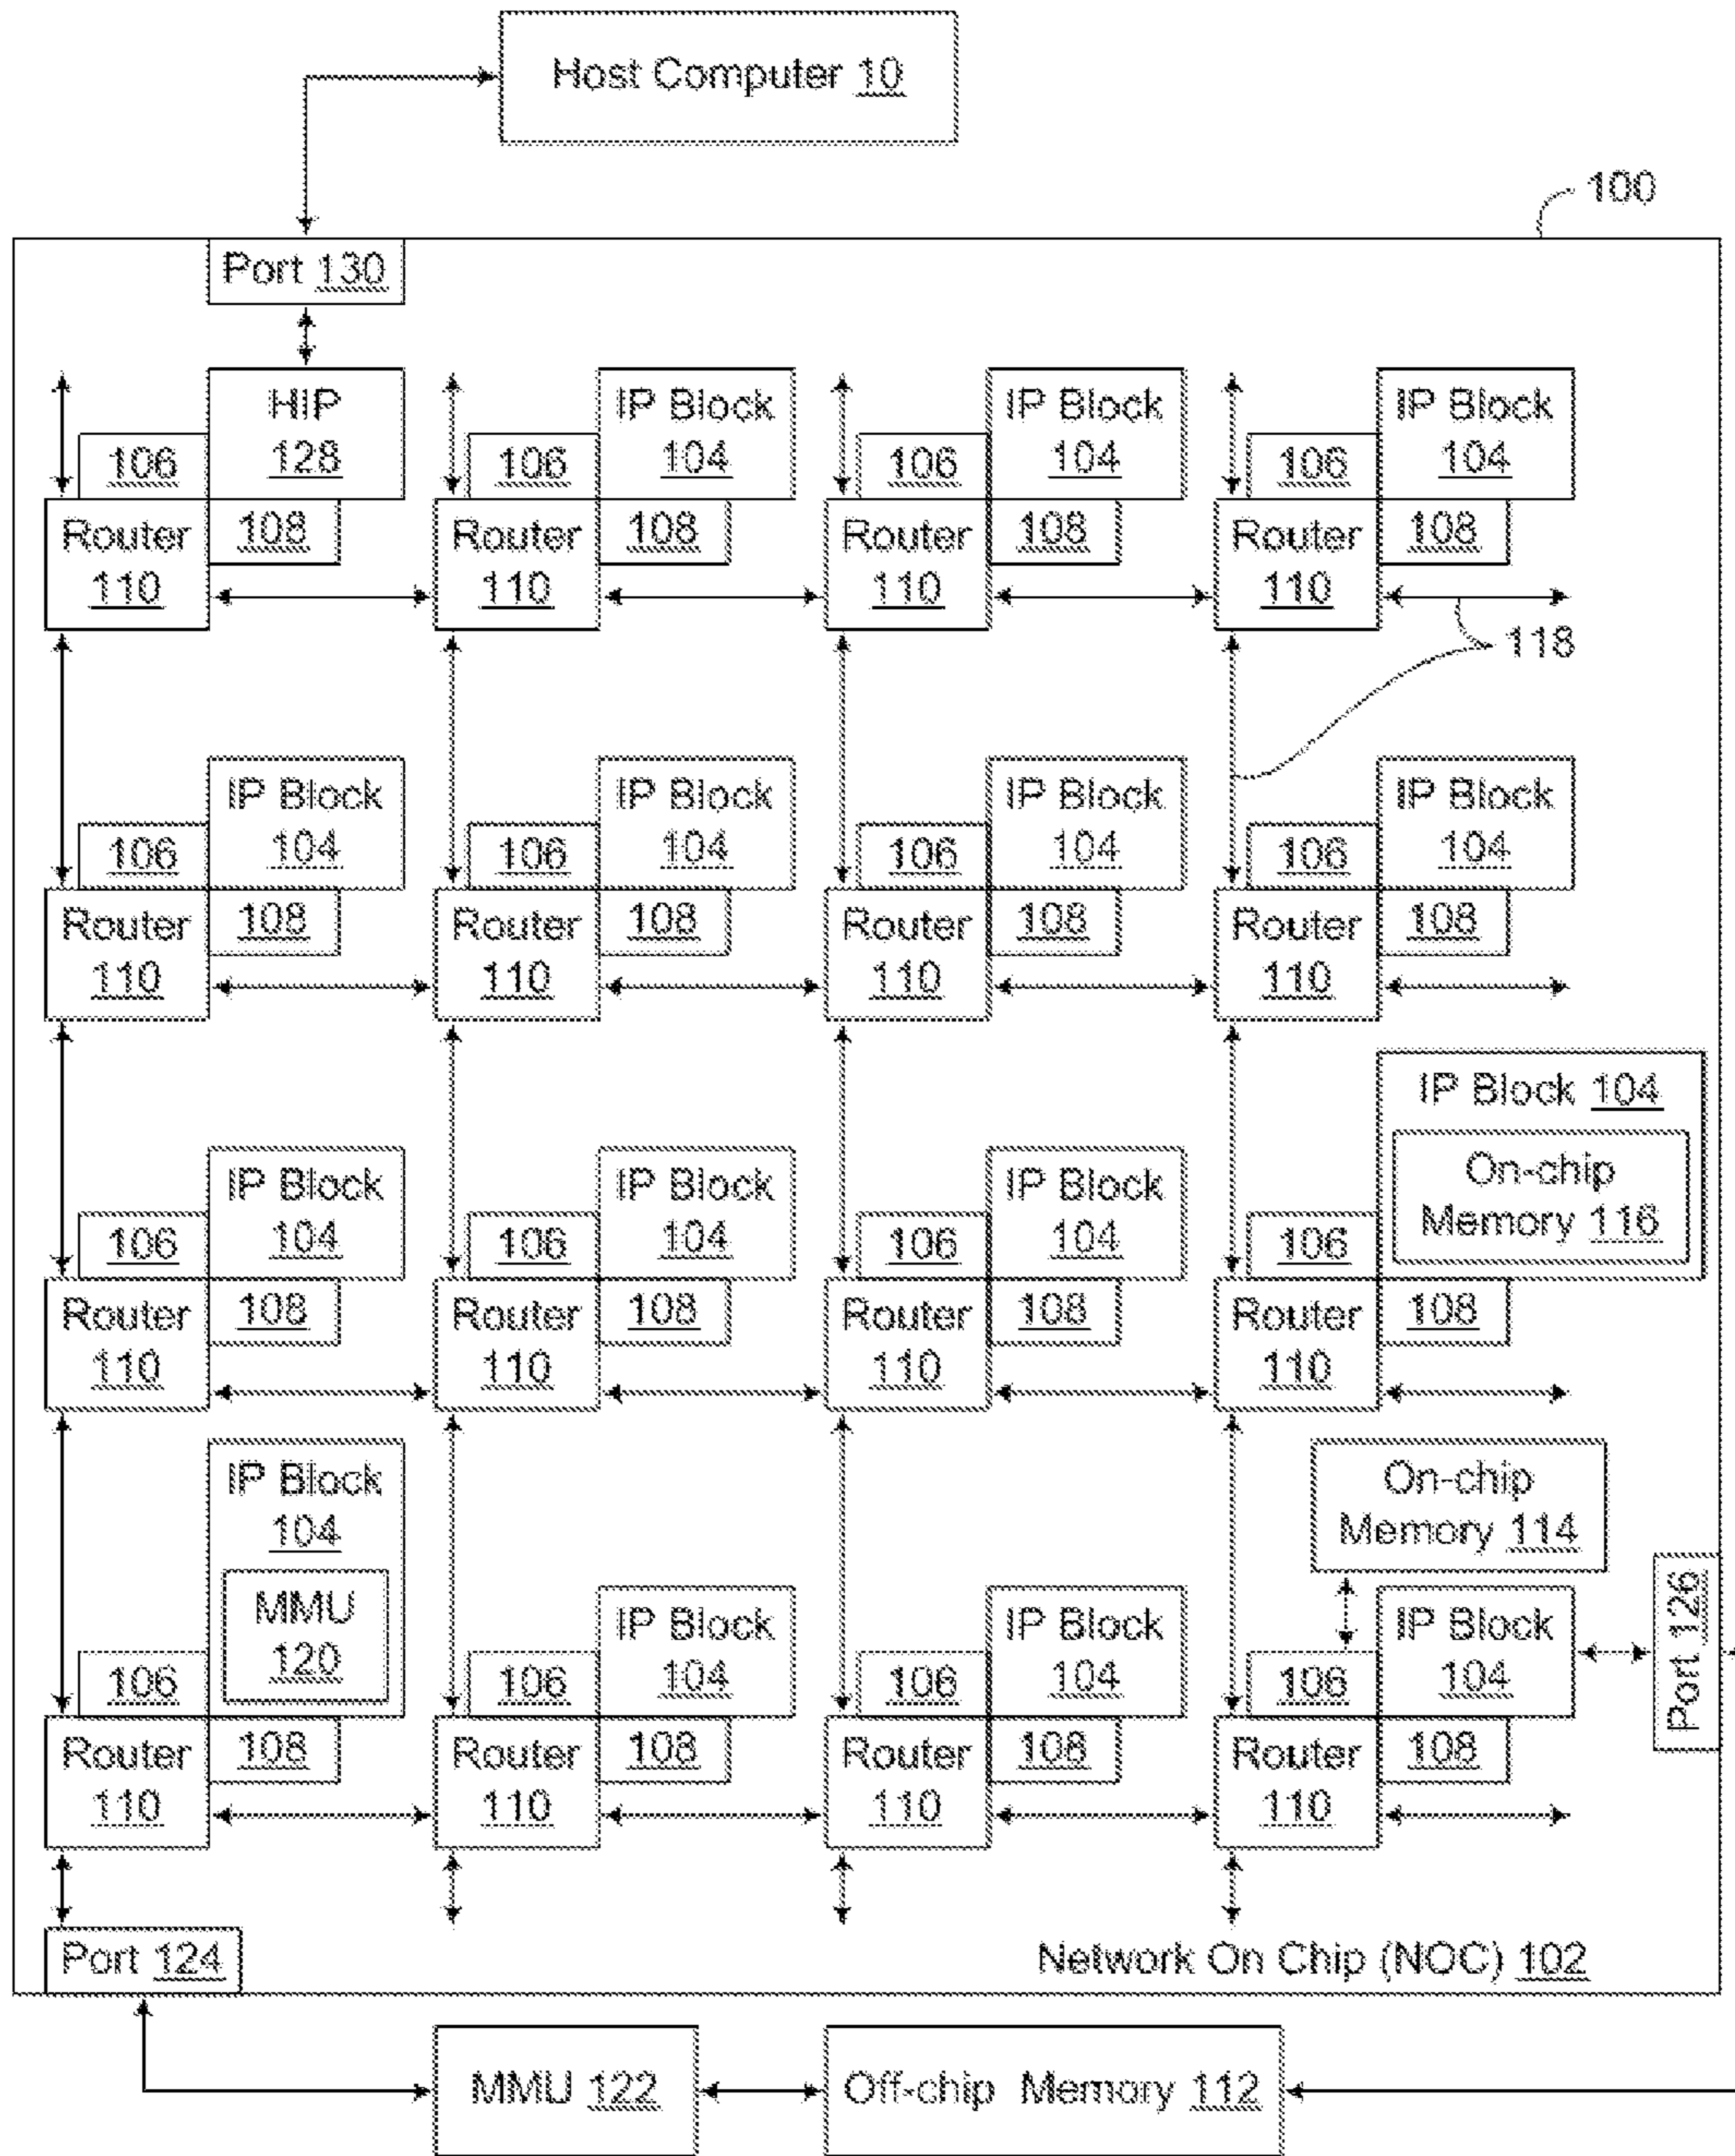 Host Computer 10
100
Port 130
HIP
128
IP Block
104
IP Block
104
IP Block
104
106
106
106
106
Router
110
108
Router
110
108
Router
110
108
Router
110
108
118
IP Block
104
IP Block
104
IP Block
104
IP Block
104
106
106
106
106
Router
110
108
Router
110
108
Router
110
108
Router
110
108
IP Block 104
On-chip
Memory 116
IP Block
104
IP Block
104
IP Block
104
106
106
106
106
Router
110
108
Router
110
108
Router
110
108
Router
110
108
IP Block
104
MMU
120
On-chip
Memory 114
IP Block
104
IP Block
104
IP Block
104
Port 126
106
106
106
106
Router
110
108
Router
110
108
Router
110
108
Router
110
108
Port 124
Network On Chip (NOC) 102
MMU 122
Off-chip Memory 112